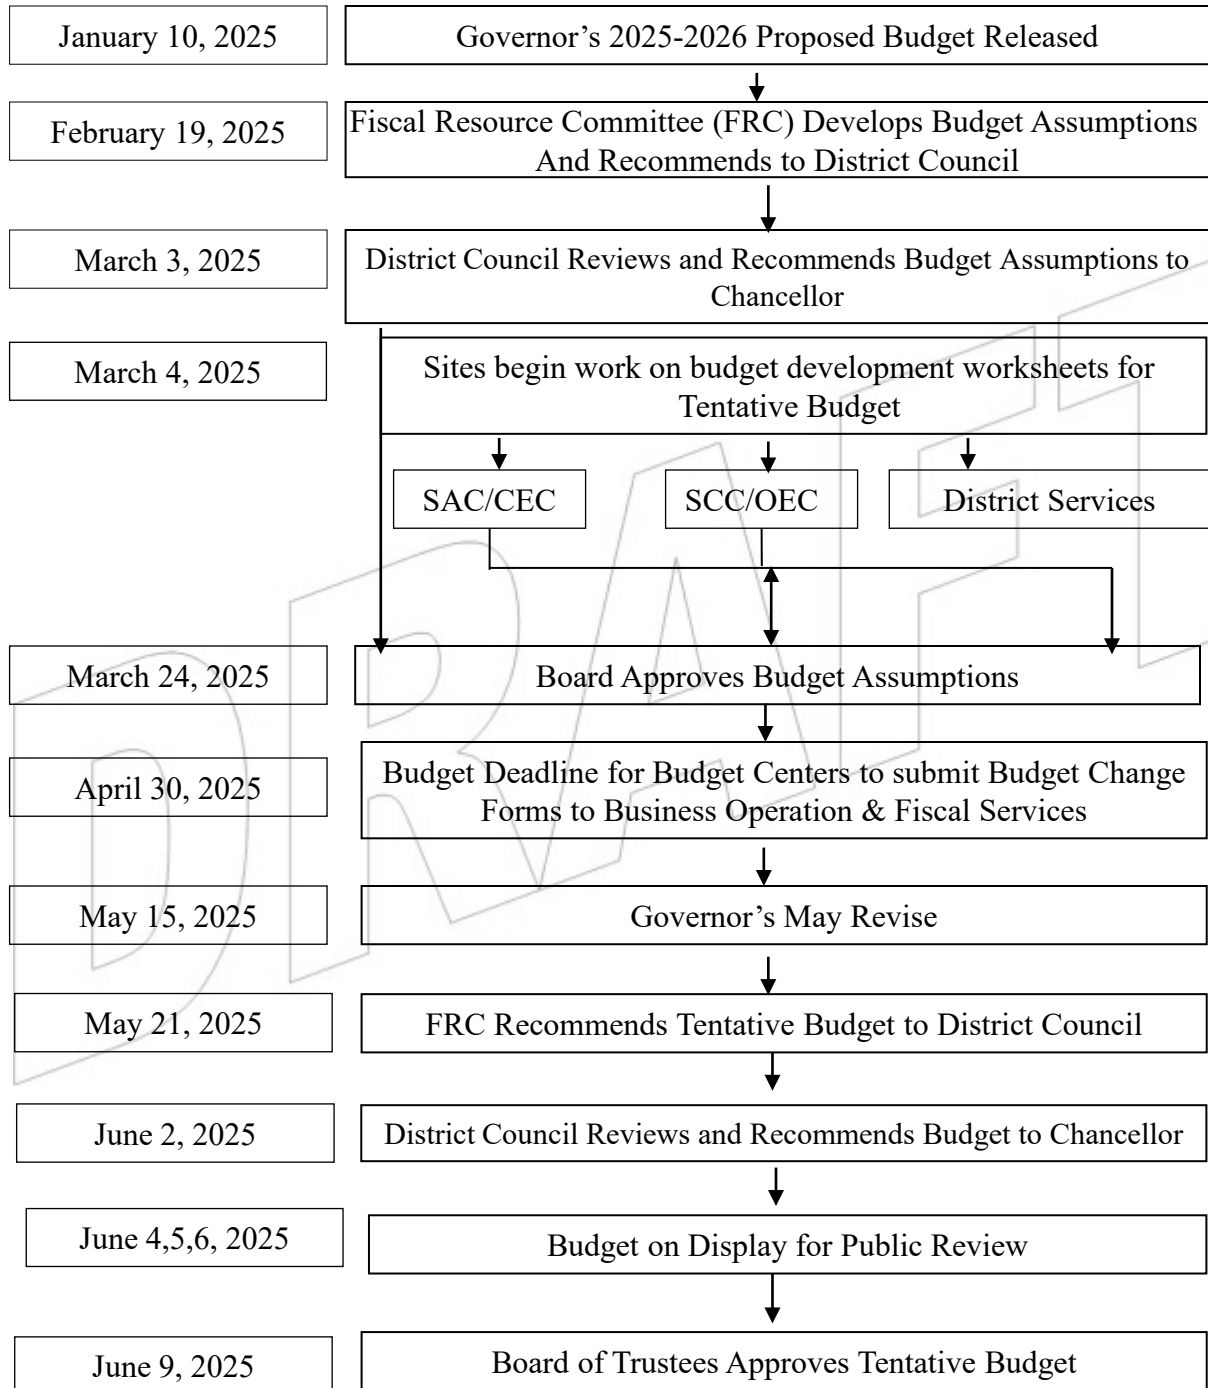 January 10, 2025
Governor’s 2025-2026 Proposed Budget Released
February 19, 2025
Fiscal Resource Committee (FRC) Develops Budget Assumptions
And Recommends to District Council
March 3, 2025
District Council Reviews and Recommends Budget Assumptions to
Chancellor
March 4, 2025
Sites begin work on budget development worksheets for
Tentative Budget
SAC/CEC
SCC/OEC
District Services
March 24, 2025
Board Approves Budget Assumptions
April 30, 2025
Budget Deadline for Budget Centers to submit Budget Change
Forms to Business Operation & Fiscal Services
May 15, 2025
Governor’s May Revise
May 21, 2025
FRC Recommends Tentative Budget to District Council
June 2, 2025
District Council Reviews and Recommends Budget to Chancellor
June 4,5,6, 2025
Budget on Display for Public Review
June 9, 2025
Board of Trustees Approves Tentative Budget
DRAFT